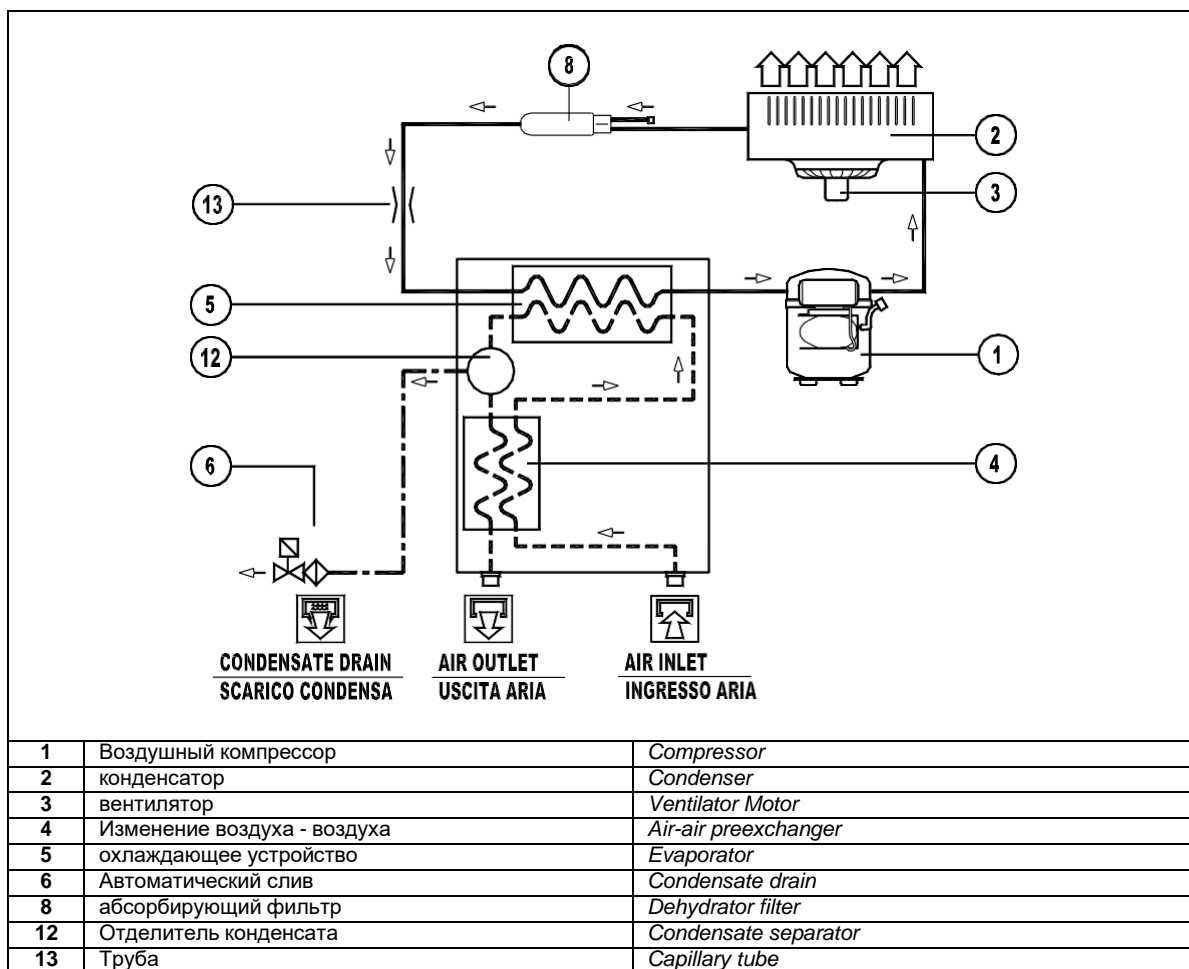 8
2
3
13
5
12
1
6
4
CONDENSATE DRAIN
SCARICO CONDENSA
AIR OUTLET
USCITA ARIA
AIR INLET
INGRESSO ARIA
1 Воздушный компрессор Compressor
2 конденсатор Condenser
3 вентилятор Ventilator Motor
4 Изменение воздуха - воздуха Air-air preexchanger
5 охлаждающее устройство Evaporator
6 Автоматический слив Condensate drain
8 абсорбирующий фильтр Dehydrator filter
12 Отделитель конденсата Condensate separator
13 Труба Capillary tube